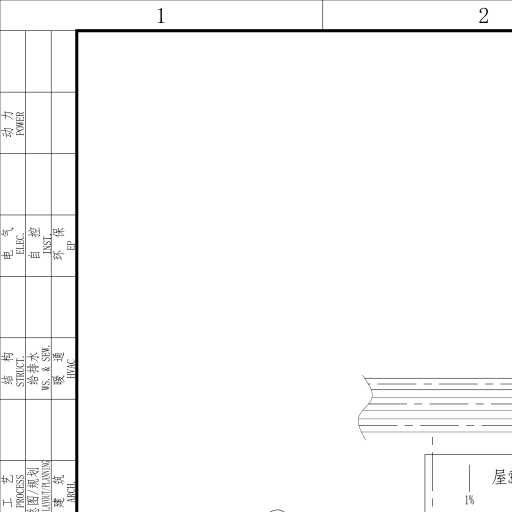 1
2
动 力
POWER
电 气
ELEC.
自 控
INST.
环 保
EP
结 构
STRUCT.
给排水
WS. & SEW.
暖 通
HVAC
工 艺
PROCESS
总图/规划
LAYOUT/PLANNING
建 筑
ARCH.
屋
1%